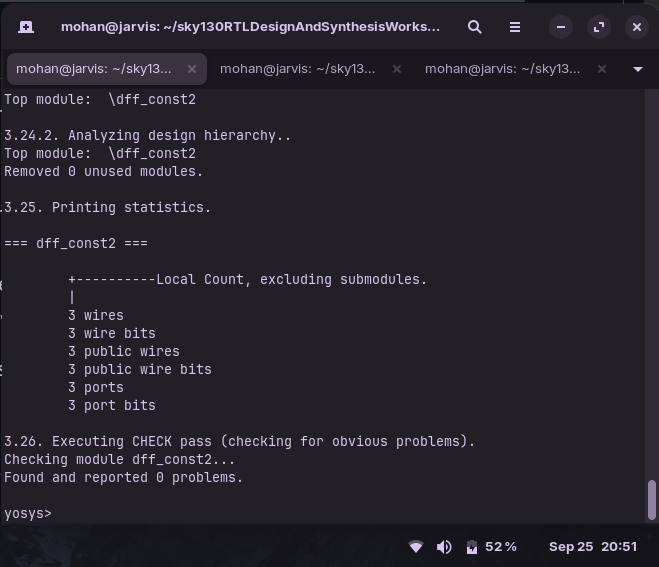 mohan@jarvis: ~/sky130RTLDesignAndSynthesisWorks...
mohan@jarvis: ~/sky13... mohan@jarvis: ~/sky13... mohan@jarvis: ~/sky13...
Top module:  \dff_const2
3.24.2. Analyzing design hierarchy..
Top module:  \dff_const2
Removed 0 unused modules.
3.25. Printing statistics.
=== dff_const2 ===
+----------Local Count, excluding submodules.
|
3 wires
3 wire bits
3 public wires
3 public wire bits
3 ports
3 port bits
3.26. Executing CHECK pass (checking for obvious problems).
Checking module dff_const2...
Found and reported 0 problems.
yosys>
52 % Sep 25 20:51